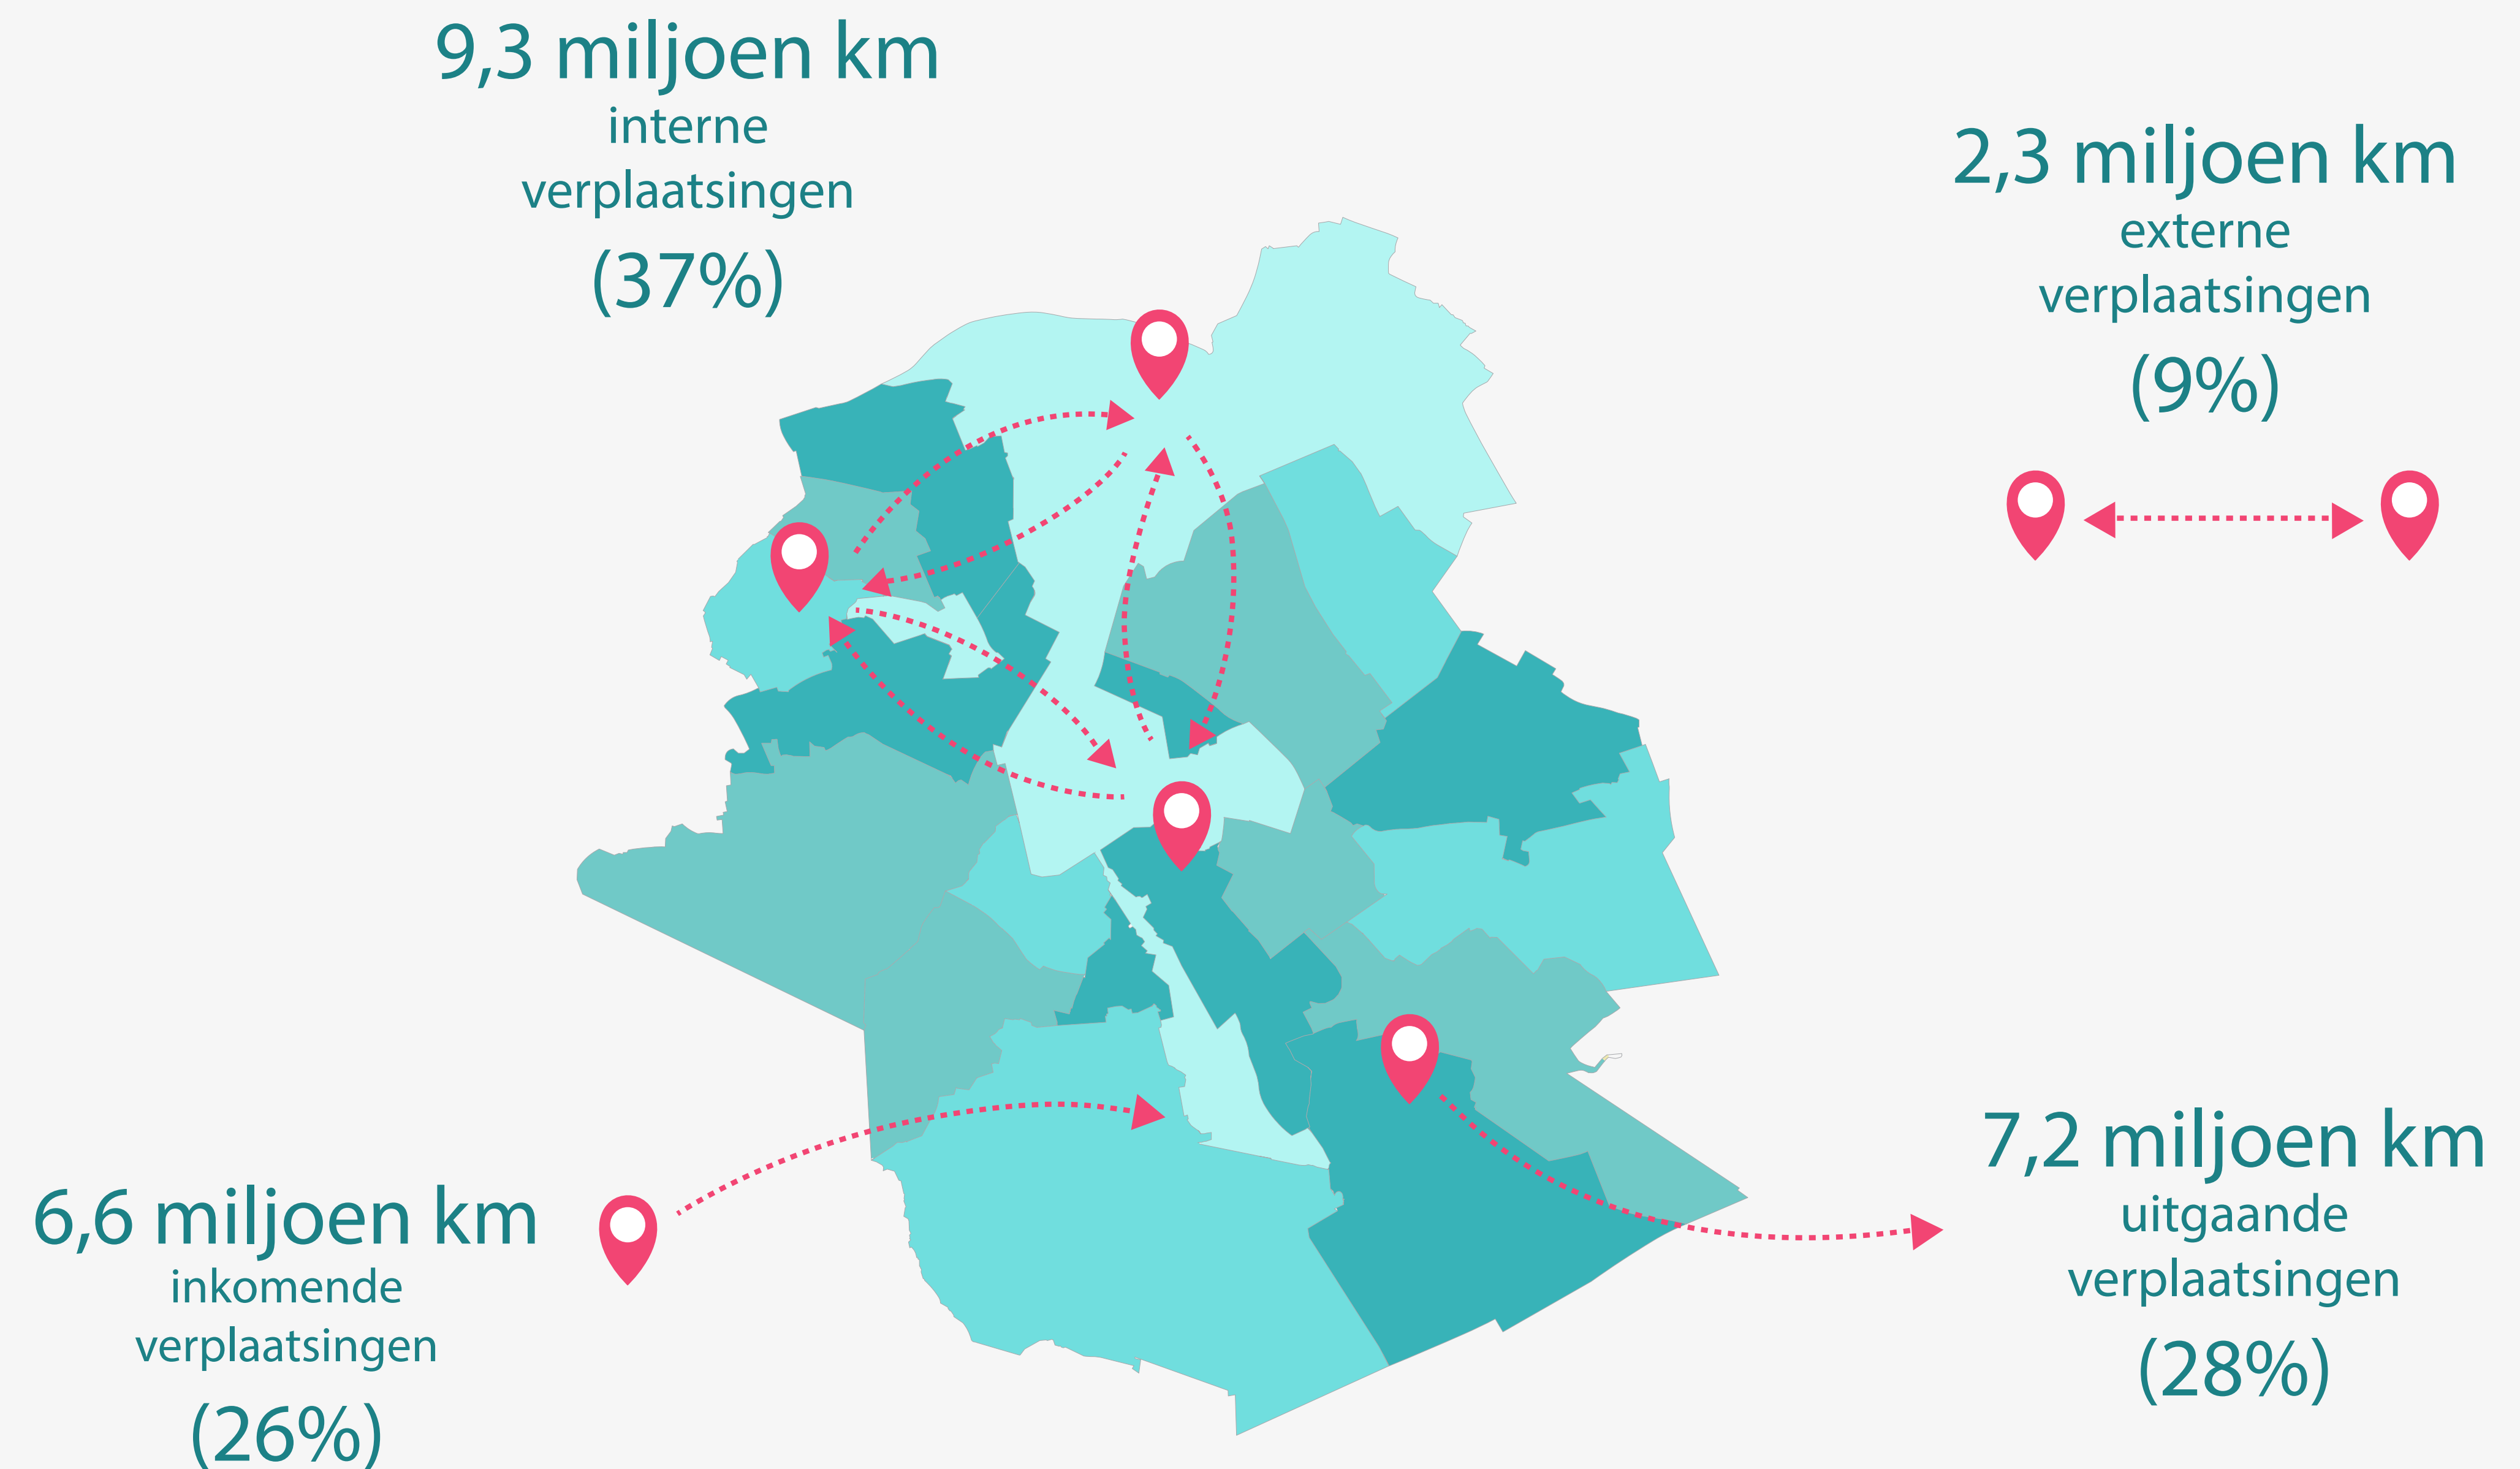 9,3 miljoen km
interne
verplaatsingen
(37%)
2,3 miljoen km
externe
verplaatsingen
(9%)
6,6 miljoen km
inkomende
verplaatsingen
(26%)
7,2 miljoen km
uitgaande
verplaatsingen
(28%)